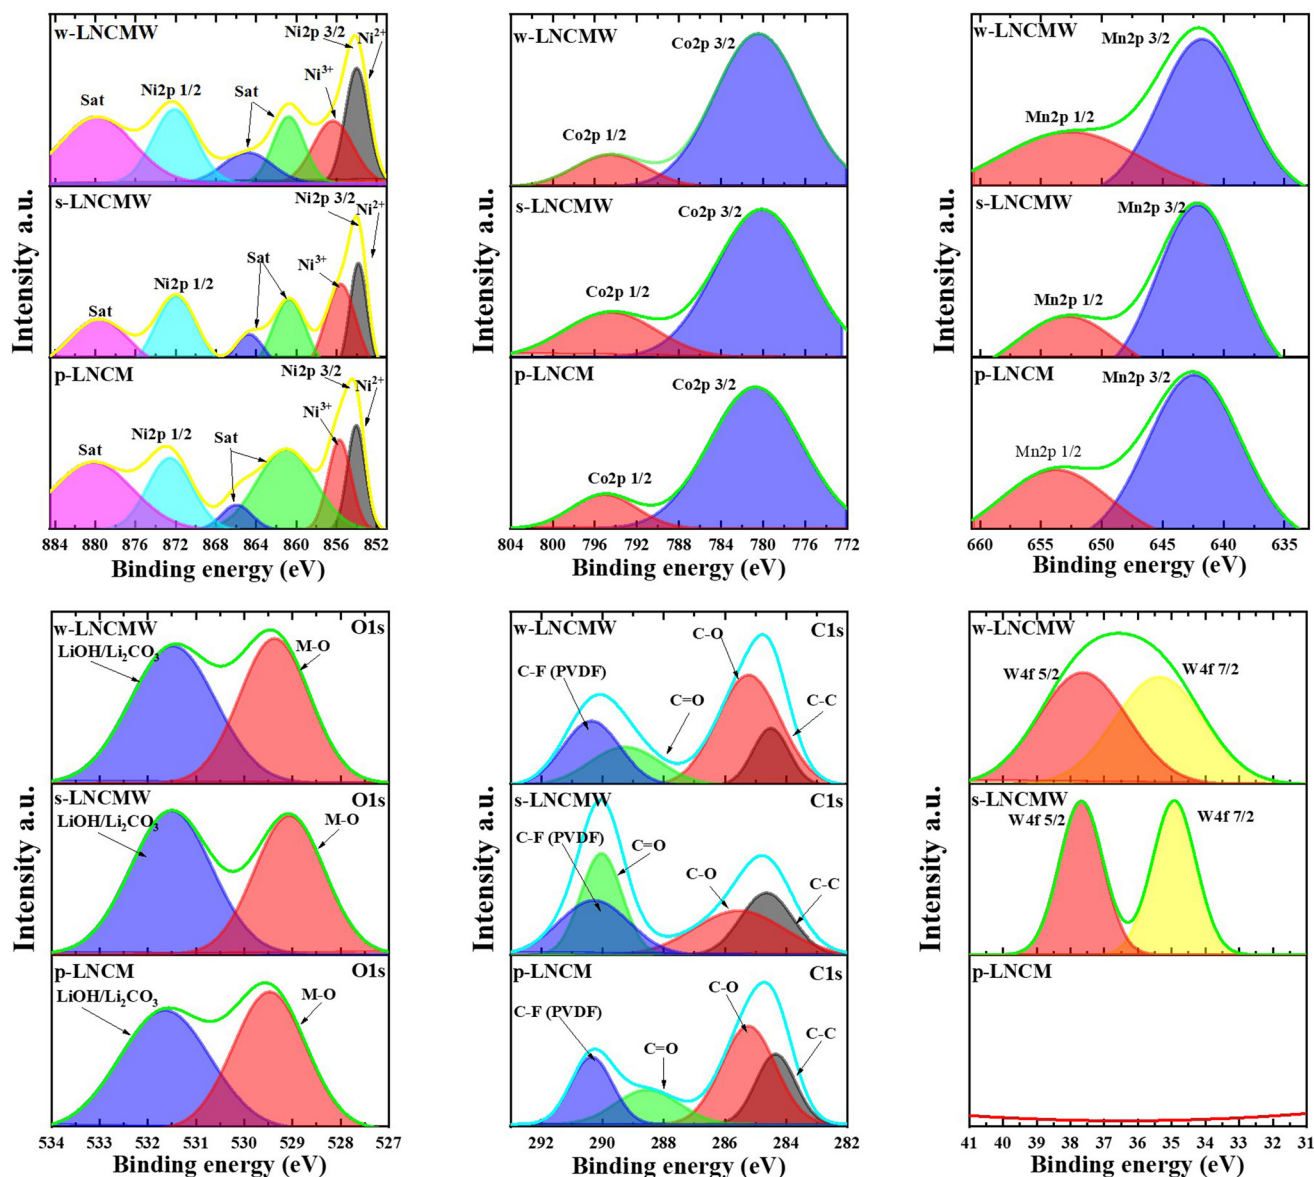 w-LNCMW
Ni2p 3/2
Ni²⁺
Ni³⁺
Ni2p 1/2
Sat
Sat
s-LNCMW
Ni2p 3/2
Ni²⁺
Ni³⁺
Ni2p 1/2
Sat
Sat
p-LNCM
Ni2p 3/2
Ni²⁺
Ni³⁺
Ni2p 1/2
Sat
Sat
Intensity a.u.
884 880 876 872 868 864 860 856 852
Binding energy (eV)
w-LNCMW
Co2p 3/2
Co2p 1/2
s-LNCMW
Co2p 3/2
Co2p 1/2
p-LNCM
Co2p 3/2
Co2p 1/2
Intensity a.u.
804 800 796 792 788 784 780 776 772
Binding energy (eV)
w-LNCMW
Mn2p 3/2
Mn2p 1/2
s-LNCMW
Mn2p 3/2
Mn2p 1/2
p-LNCM
Mn2p 3/2
Mn2p 1/2
Intensity a.u.
660 655 650 645 640 635
Binding energy (eV)
w-LNCMW
O1s
LiOH/Li₂CO₃
M-O
s-LNCMW
O1s
LiOH/Li₂CO₃
M-O
p-LNCM
O1s
LiOH/Li₂CO₃
M-O
Intensity a.u.
534 533 532 531 530 529 528 527
Binding energy (eV)
w-LNCMW
C1s
C-O
C-F (PVDF)
C=O
C-C
s-LNCMW
C1s
C-F (PVDF)
C=O
C-O
C-C
p-LNCM
C1s
C-O
C-F (PVDF)
C=O
C-C
Intensity a.u.
292 290 288 286 284 282
Binding energy (eV)
w-LNCMW
W4f 5/2
W4f 7/2
s-LNCMW
W4f 5/2
W4f 7/2
p-LNCM
Intensity a.u.
41 40 39 38 37 36 35 34 33 32 31
Binding energy (eV)